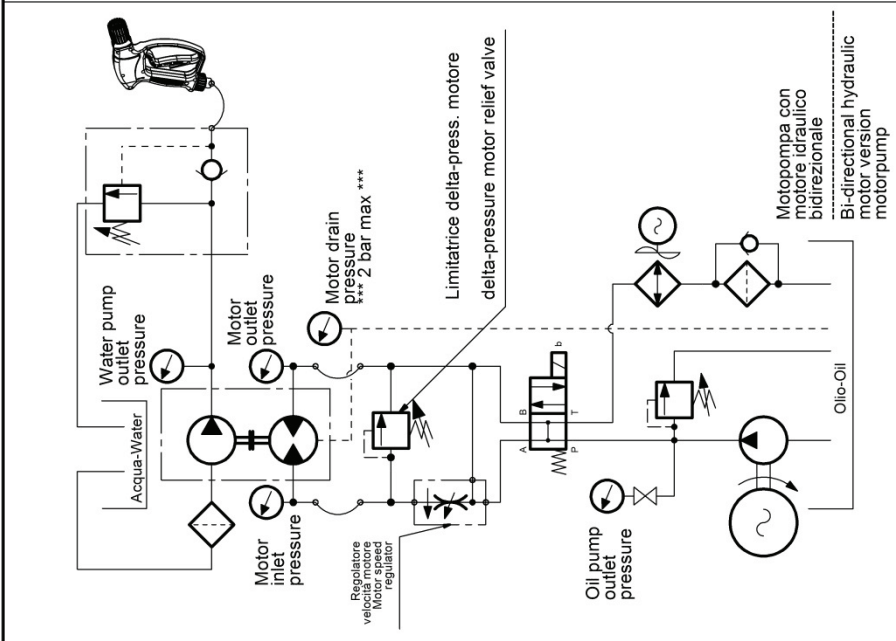 Acqua-Water
Water pump
outlet
pressure
Motor
outlet
pressure
Motor drain
pressure
*** 2 bar max ***
Motor
inlet
pressure
Limitatrice delta-press. motore
delta-pressure motor relief valve
Regolatore
velocità motore
Motor speed
regulator
A
B
b
P
T
Oil pump
outlet
pressure
Motopompa con
motore idraulico
bidirezionale
Bi-directional hydraulic
motor version
motorpump
Olio-Oil